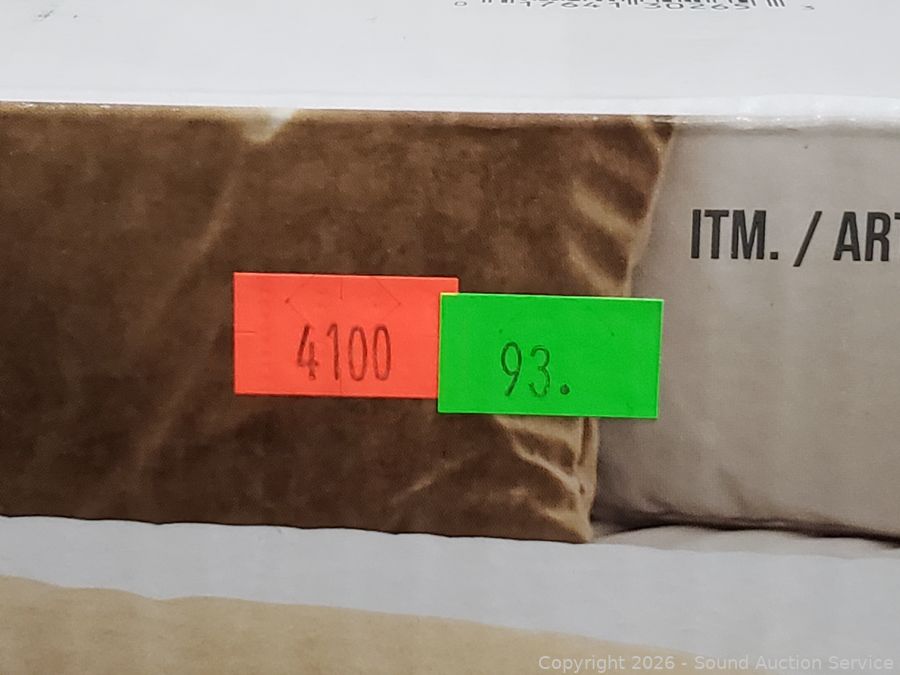 ITM. / ART
4100
93.
Copyright © 2026 - Sound Auction Service